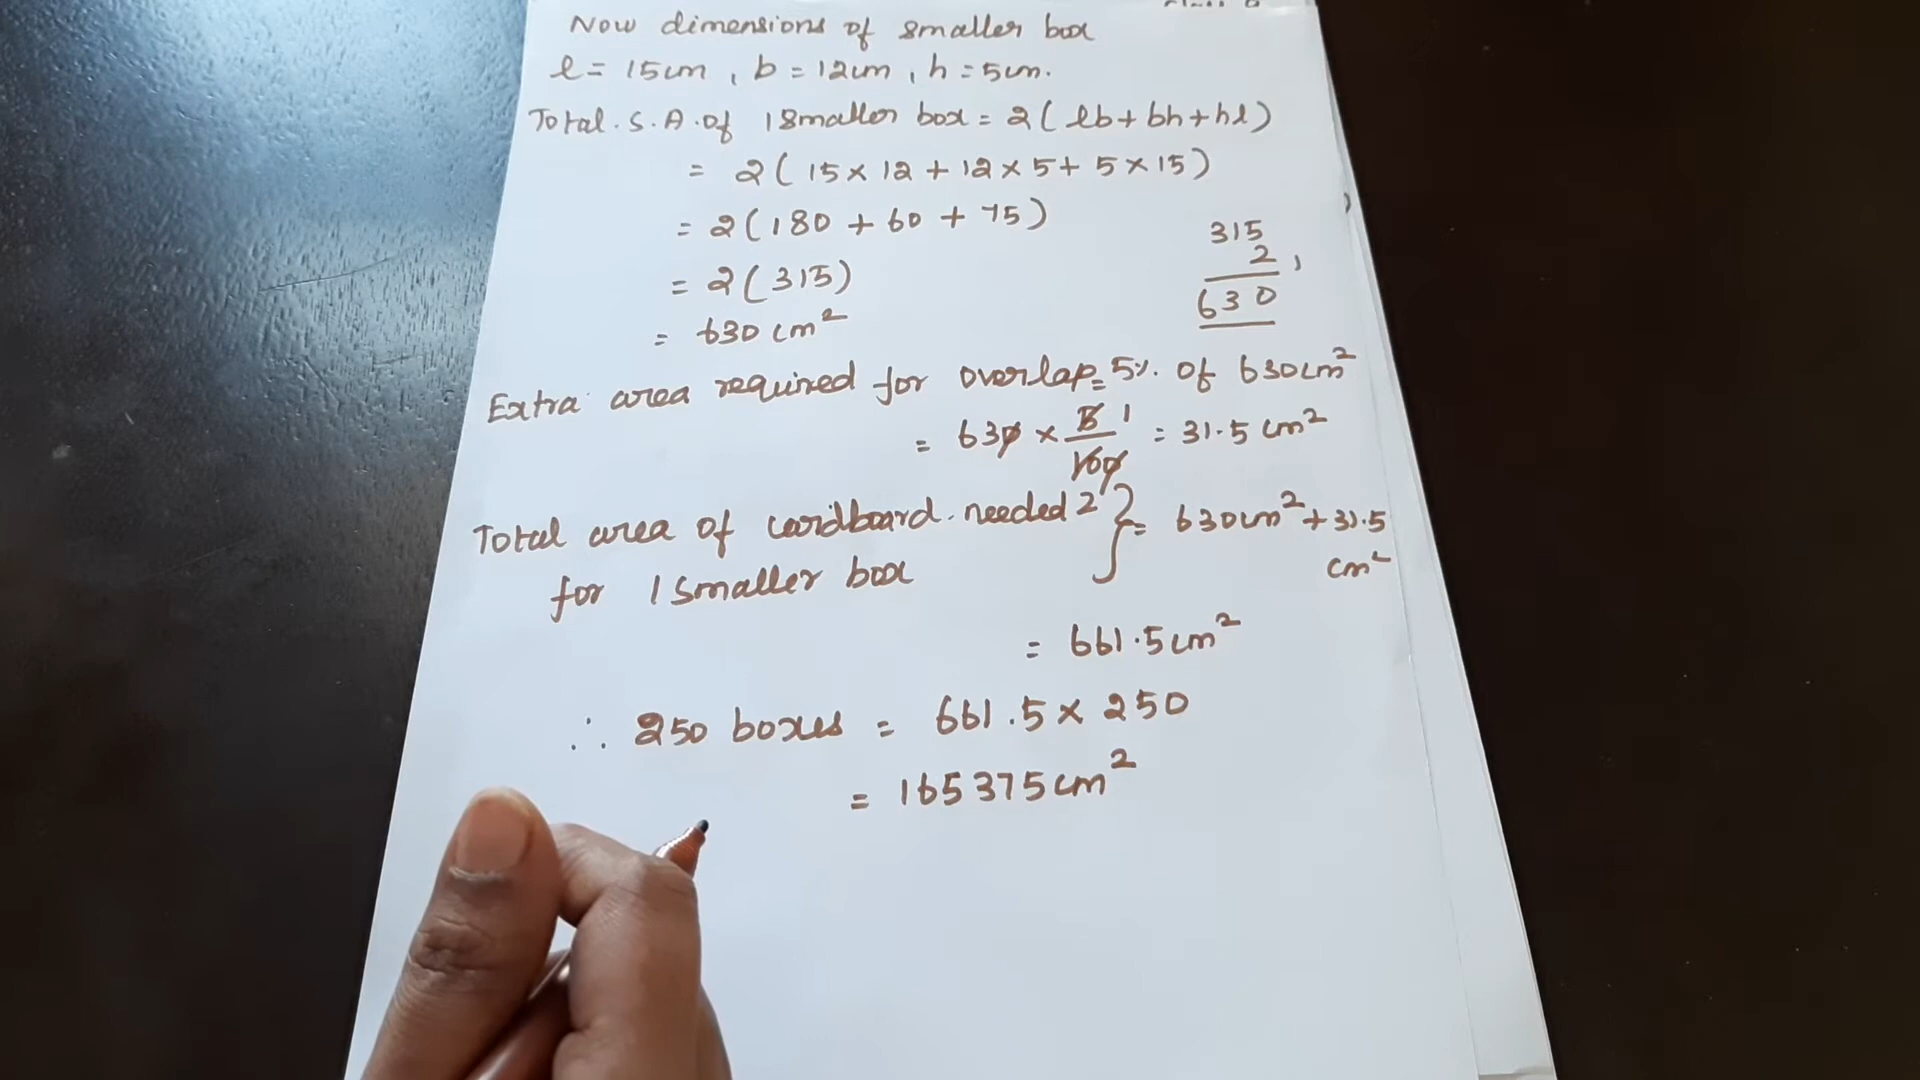 Now dimensions of smaller box
l = 15cm, b = 12cm, h = 5cm.
Total. S. A. of 1 Smaller box = 2(lb + bh + hl)
= 2(15 × 12 + 12 × 5 + 5 × 15)
= 2(180 + 60 + 75)
= 2(315)
= 630 cm²
315
2
630
Extra area required for overlap = 5% of 630cm²
= 630 × 5/100 1 = 31.5 cm²
2
Total area of cardboard needed } = 630cm² + 31.5 cm²
for 1 Smaller box
= 661.5cm²
∴ 250 boxes = 661.5 × 250
= 165375cm²